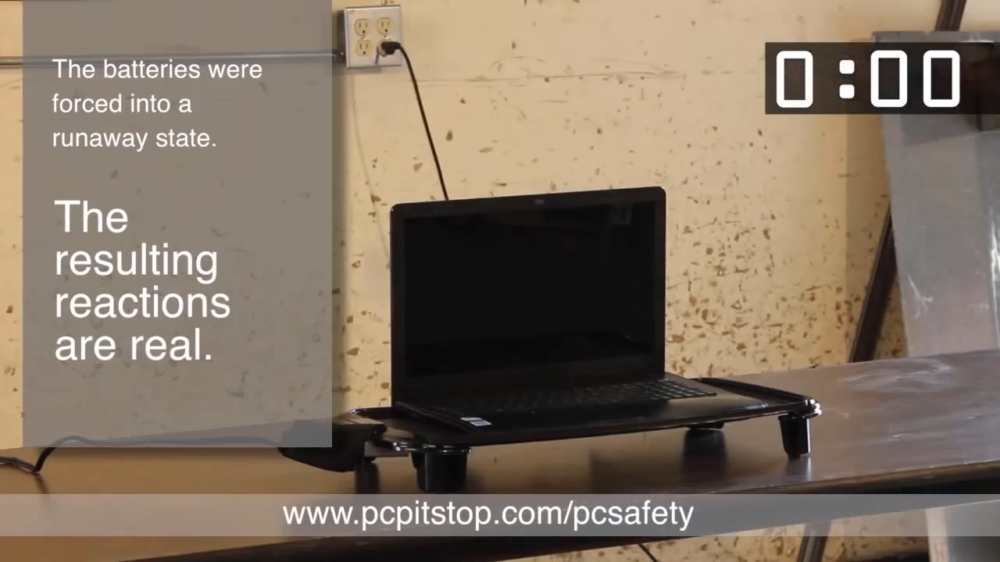 The batteries were
forced into a
runaway state.
0:00
The
resulting
reactions
are real.
www.pcpitstop.com/pcsafety